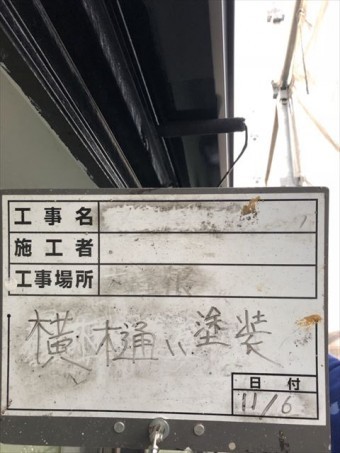 工事名
施工者
工事場所
横樋い塗装
日付
11/6